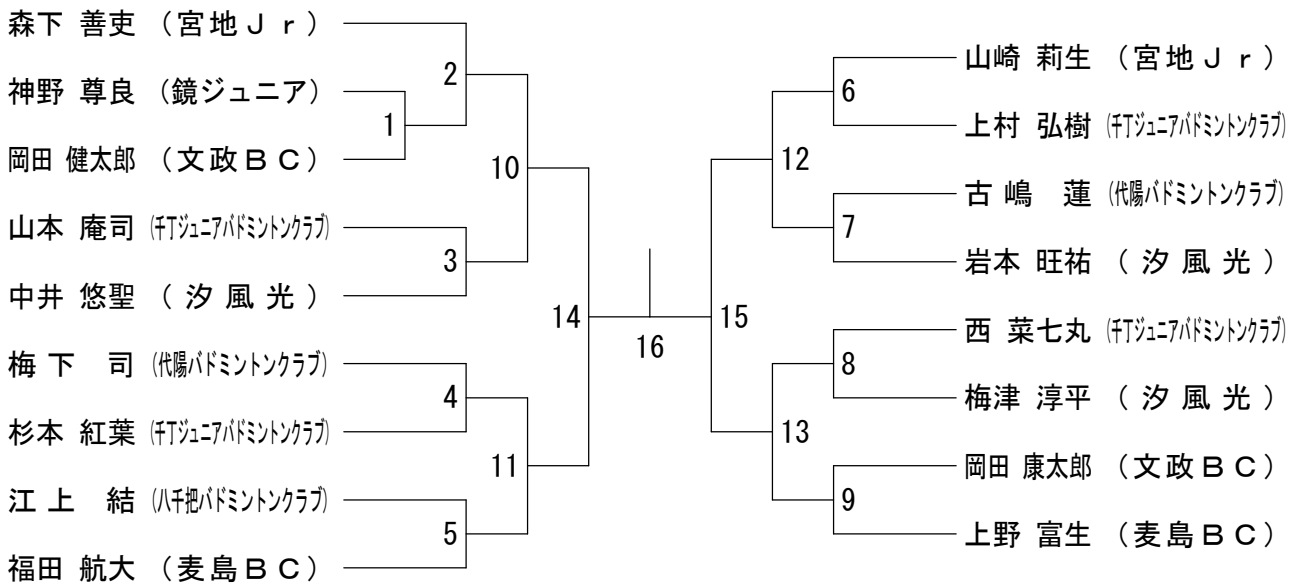 森下 善吏 (宮地Ｊｒ)
神野 尊良 (鏡ジュニア)
岡田 健太郎 (文政ＢＣ)
山本 庵司 (千丁ジュニアバドミントンクラブ)
中井 悠聖 (汐風光)
梅下 司 (代陽バドミントンクラブ)
杉本 紅葉 (千丁ジュニアバドミントンクラブ)
江上 結 (八千把バドミントンクラブ)
福田 航大 (麦島ＢＣ)
1
2
3
4
5
10
11
14
16
15
12
13
6
7
8
9
山崎 莉生 (宮地Ｊｒ)
上村 弘樹 (千丁ジュニアバドミントンクラブ)
古嶋 蓮 (代陽バドミントンクラブ)
岩本 旺祐 (汐風光)
西 菜七丸 (千丁ジュニアバドミントンクラブ)
梅津 淳平 (汐風光)
岡田 康太郎 (文政ＢＣ)
上野 富生 (麦島ＢＣ)